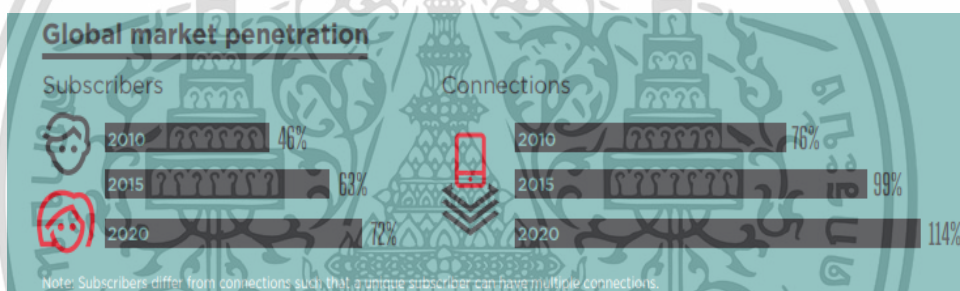 Global market penetration
Subscribers
2010 46%
2015 63%
2020 72%
Connections
2010 76%
2015 99%
2020 114%
Note: Subscribers differ from connections such that a unique subscriber can have multiple connections.